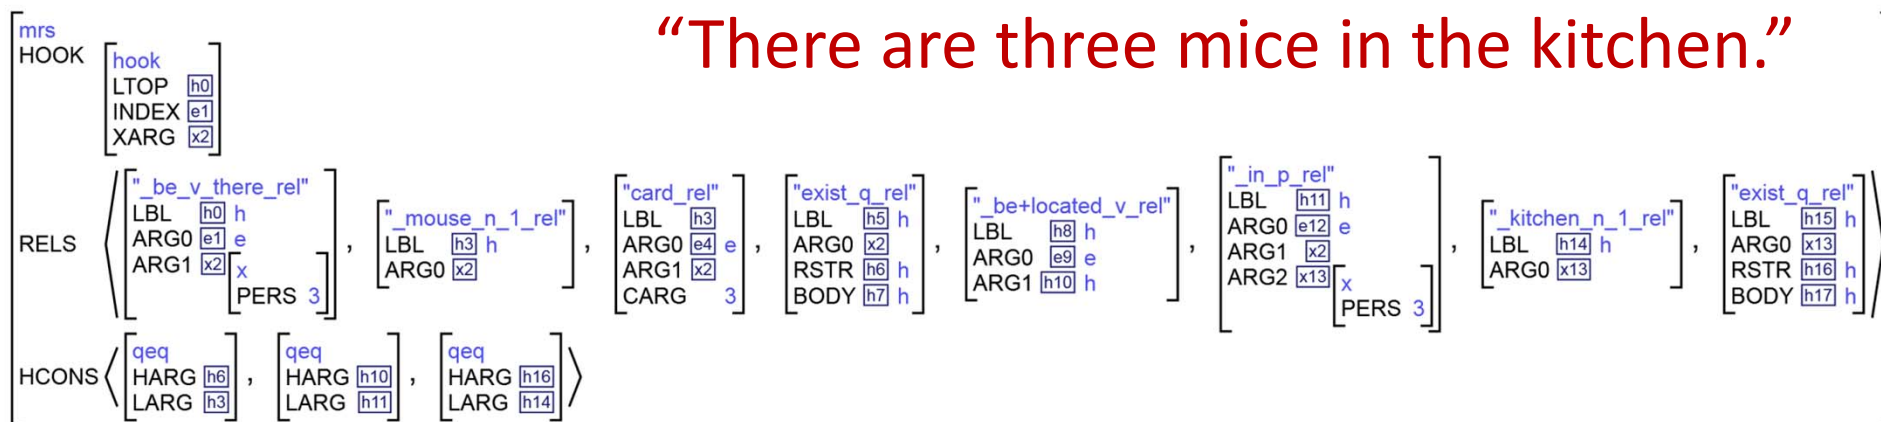 “There are three mice in the kitchen.”
mrs
HOOK
hook
LTOP h0
INDEX e1
XARG x2
RELS
"_be_v_there_rel"
LBL h0 h
ARG0 e1 e
ARG1 x2 x
PERS 3
,
"_mouse_n_1_rel"
LBL h3 h
ARG0 x2
,
"card_rel"
LBL h3
ARG0 e4 e
ARG1 x2
CARG 3
,
"exist_q_rel"
LBL h5 h
ARG0 x2
RSTR h6 h
BODY h7 h
,
"_be+located_v_rel"
LBL h8 h
ARG0 e9 e
ARG1 h10 h
,
"_in_p_rel"
LBL h11 h
ARG0 e12 e
ARG1 x2
ARG2 x13 x
PERS 3
,
"_kitchen_n_1_rel"
LBL h14 h
ARG0 x13
,
"exist_q_rel"
LBL h15 h
ARG0 x13
RSTR h16 h
BODY h17 h
HCONS
qeq
HARG h6
LARG h3
,
qeq
HARG h10
LARG h11
,
qeq
HARG h16
LARG h14